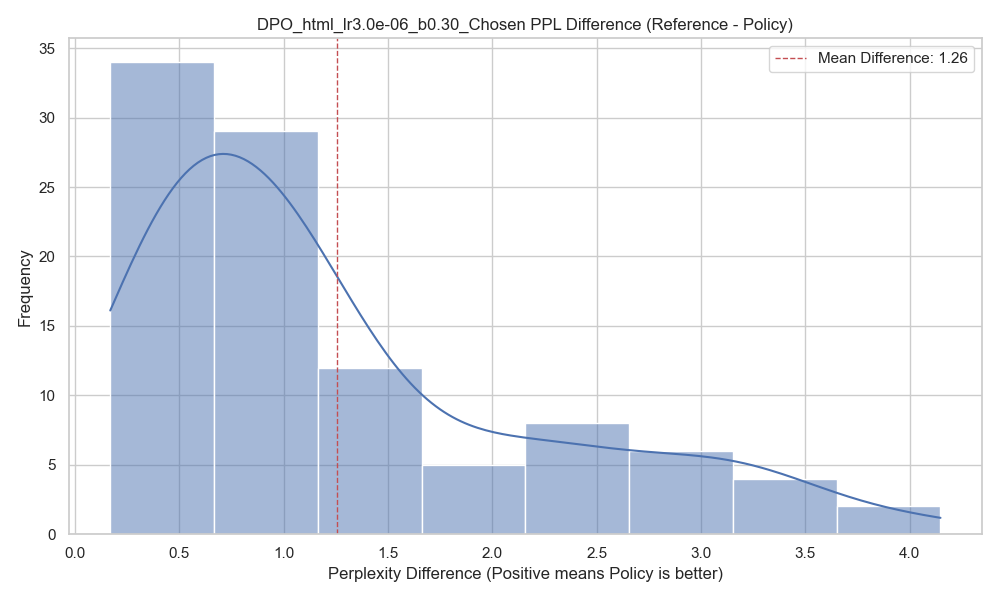 DPO_html_lr3.0e-06_b0.30_Chosen PPL Difference (Reference - Policy)
Mean Difference: 1.26
Frequency
35
30
25
20
15
10
5
0
0.0 0.5 1.0 1.5 2.0 2.5 3.0 3.5 4.0
Perplexity Difference (Positive means Policy is better)